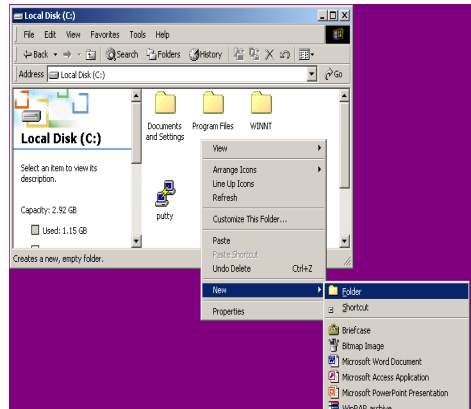 Local Disk (C:)
File Edit View Favorites Tools Help
Back Search Folders History
Address Local Disk (C:) Go
Local Disk (C:)
Select an item to view its
description.
Capacity: 2.92 GB
Used: 1.15 GB
Documents
and Settings
Program Files
WINNT
putty
View
Arrange Icons
Line Up Icons
Refresh
Customize This Folder...
Paste
Paste Shortcut
Undo Delete Ctrl+Z
New
Properties
Folder
Shortcut
Briefcase
Bitmap Image
Microsoft Word Document
Microsoft Access Application
Microsoft PowerPoint Presentation
WinRAR archive
Creates a new, empty folder.